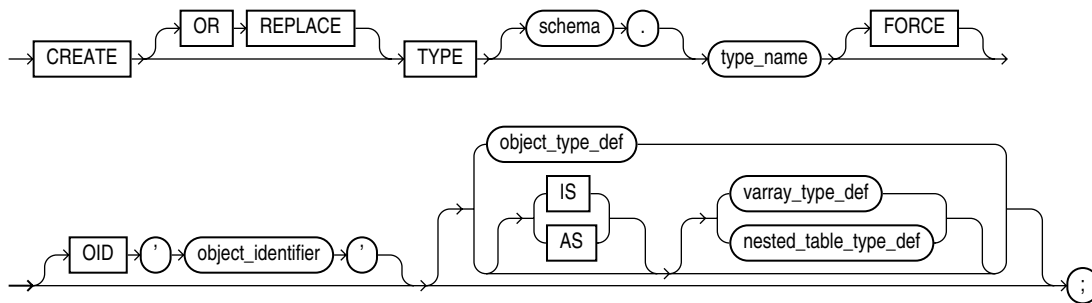 OR REPLACE schema . FORCE
CREATE TYPE type_name
object_type_def
IS varray_type_def
OID ' object_identifier ' AS nested_table_type_def
;